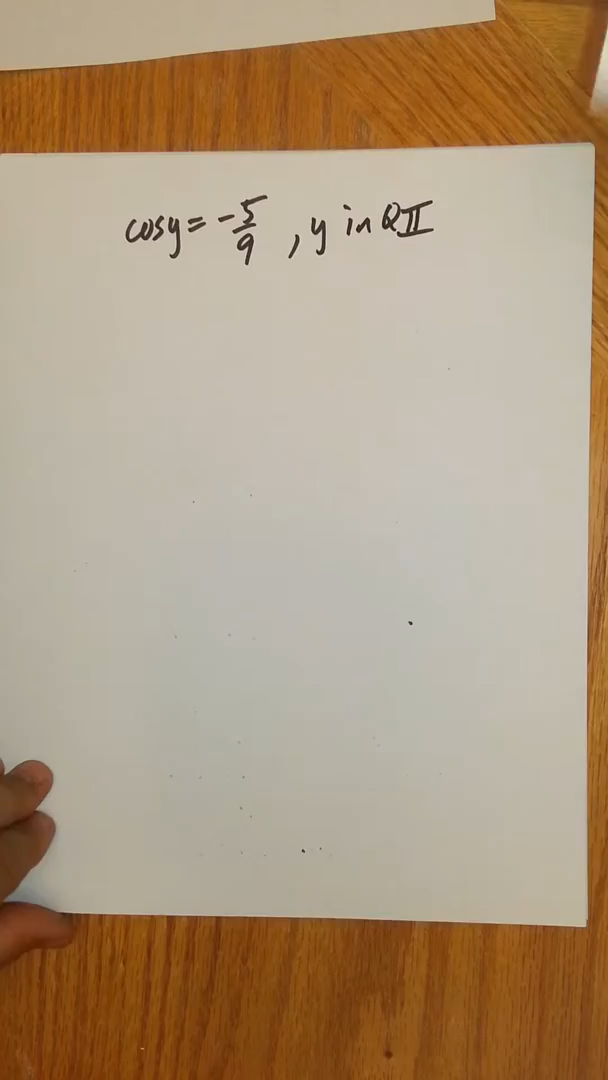 cosy = -5/9 , y in QII